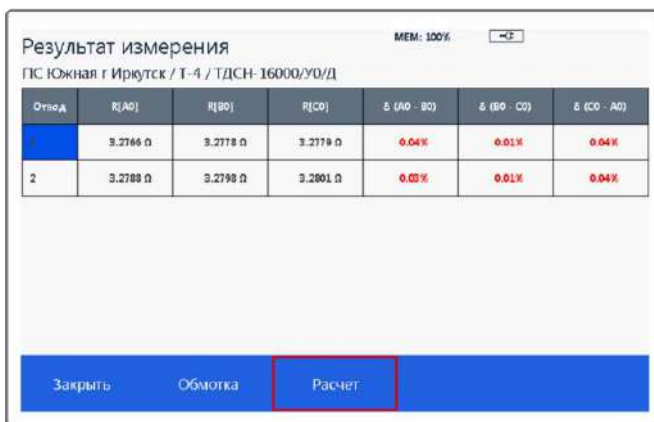 Результат измерения MEM: 100%
ПС Южная г Иркутск / Т-4 / ТДСН-16000/У0/Д
Отвод R[A0] R[B0] R[C0] δ (A0 - B0) δ (B0 - C0) δ (C0 - A0)
1 3.2766 Ω 3.2778 Ω 3.2779 Ω 0.04% 0.01% 0.04%
2 3.2788 Ω 3.2798 Ω 3.2801 Ω 0.03% 0.01% 0.04%
Закрыть Обмотка Расчет